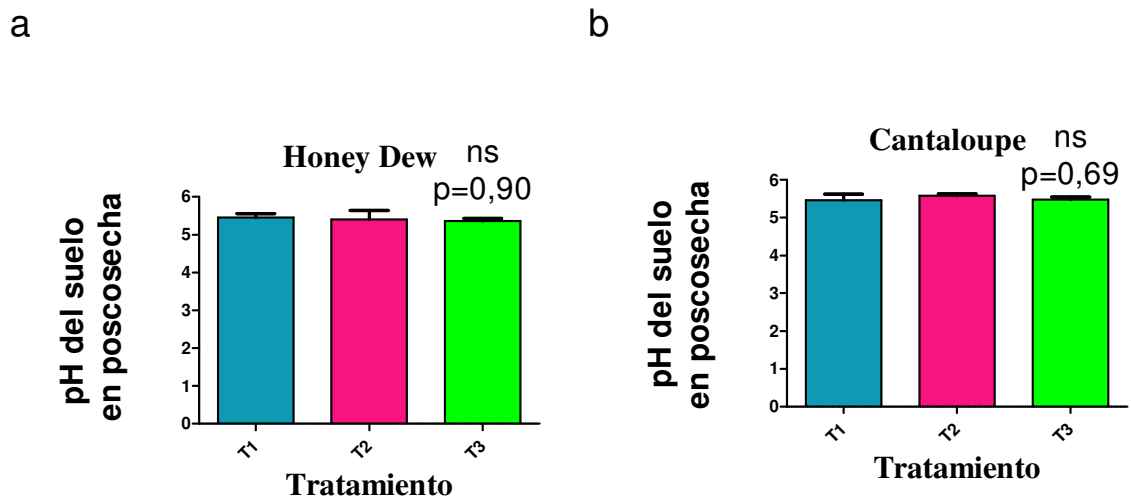 a
Honey Dew ns
p=0,90
pH del suelo
en poscosecha
6
5
4
3
2
1
0
T1 T2 T3
Tratamiento
b
Cantaloupe ns
p=0,69
pH del suelo
en poscosecha
6
5
4
3
2
1
0
T1 T2 T3
Tratamiento